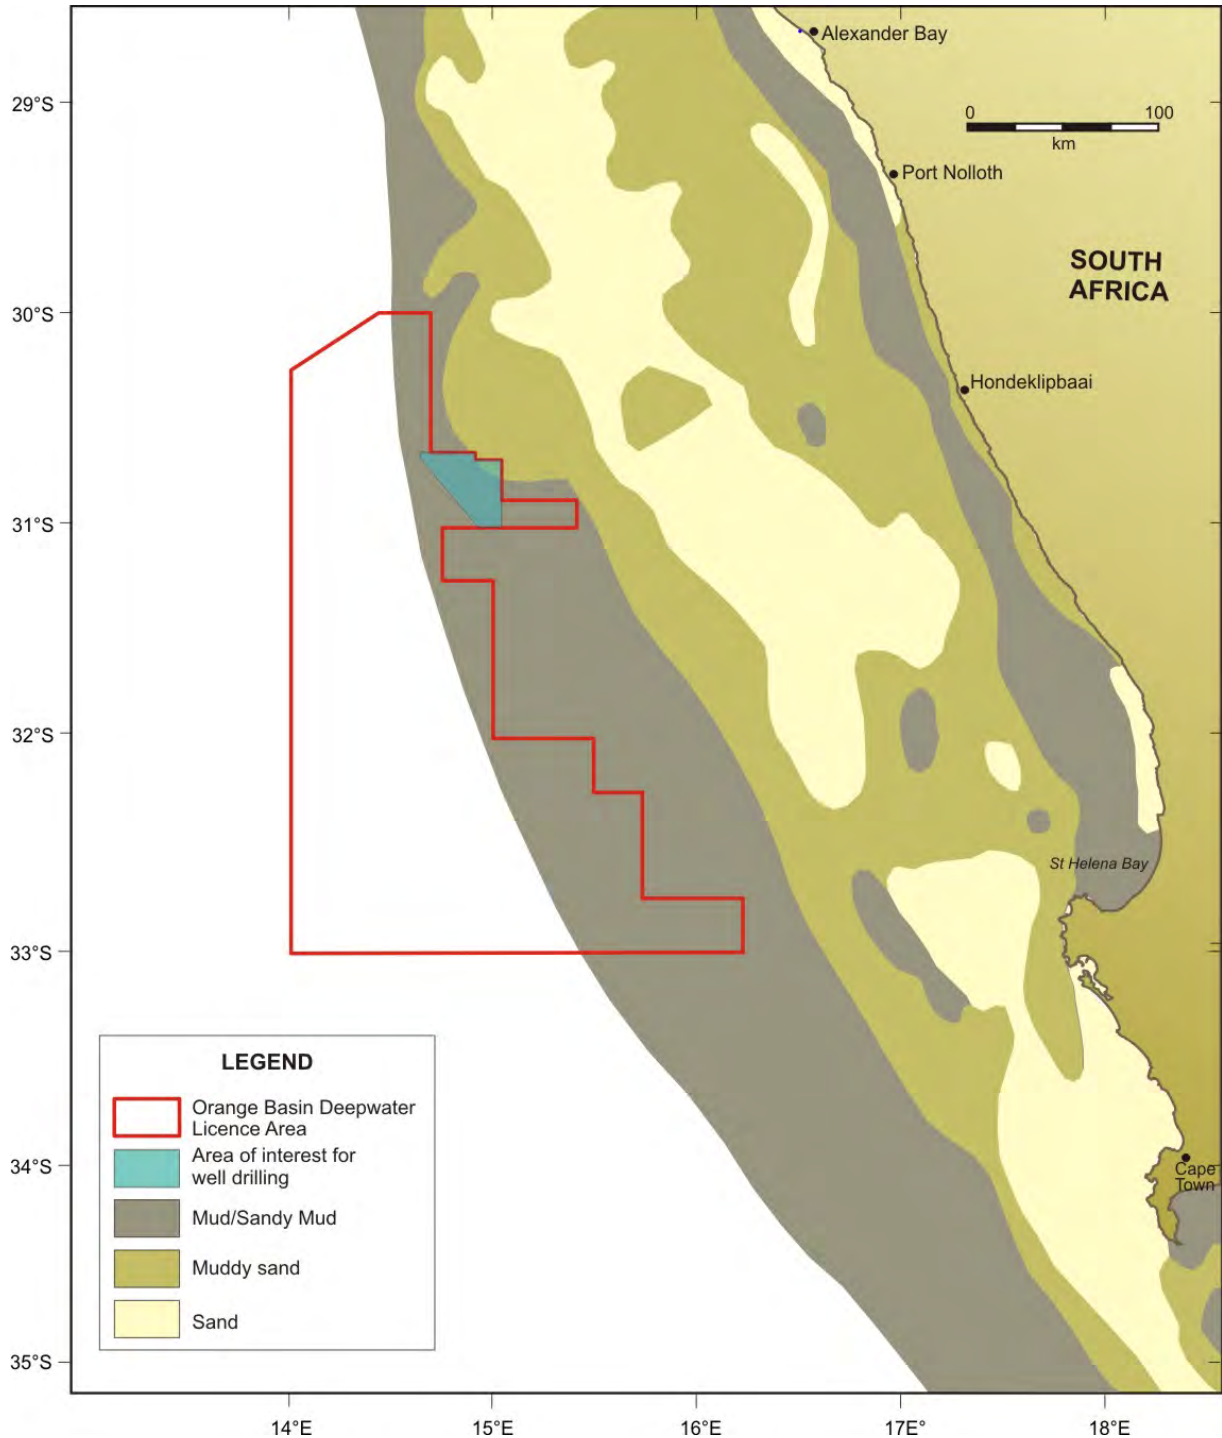 Alexander Bay
29°S
0 100
km
Port Nolloth
SOUTH
AFRICA
30°S
Hondeklipbaai
31°S
32°S
St Helena Bay
33°S
LEGEND
Orange Basin Deepwater
Licence Area
Area of interest for
well drilling
Mud/Sandy Mud
Muddy sand
Sand
34°S
Cape
Town
35°S
14°E 15°E 16°E 17°E 18°E